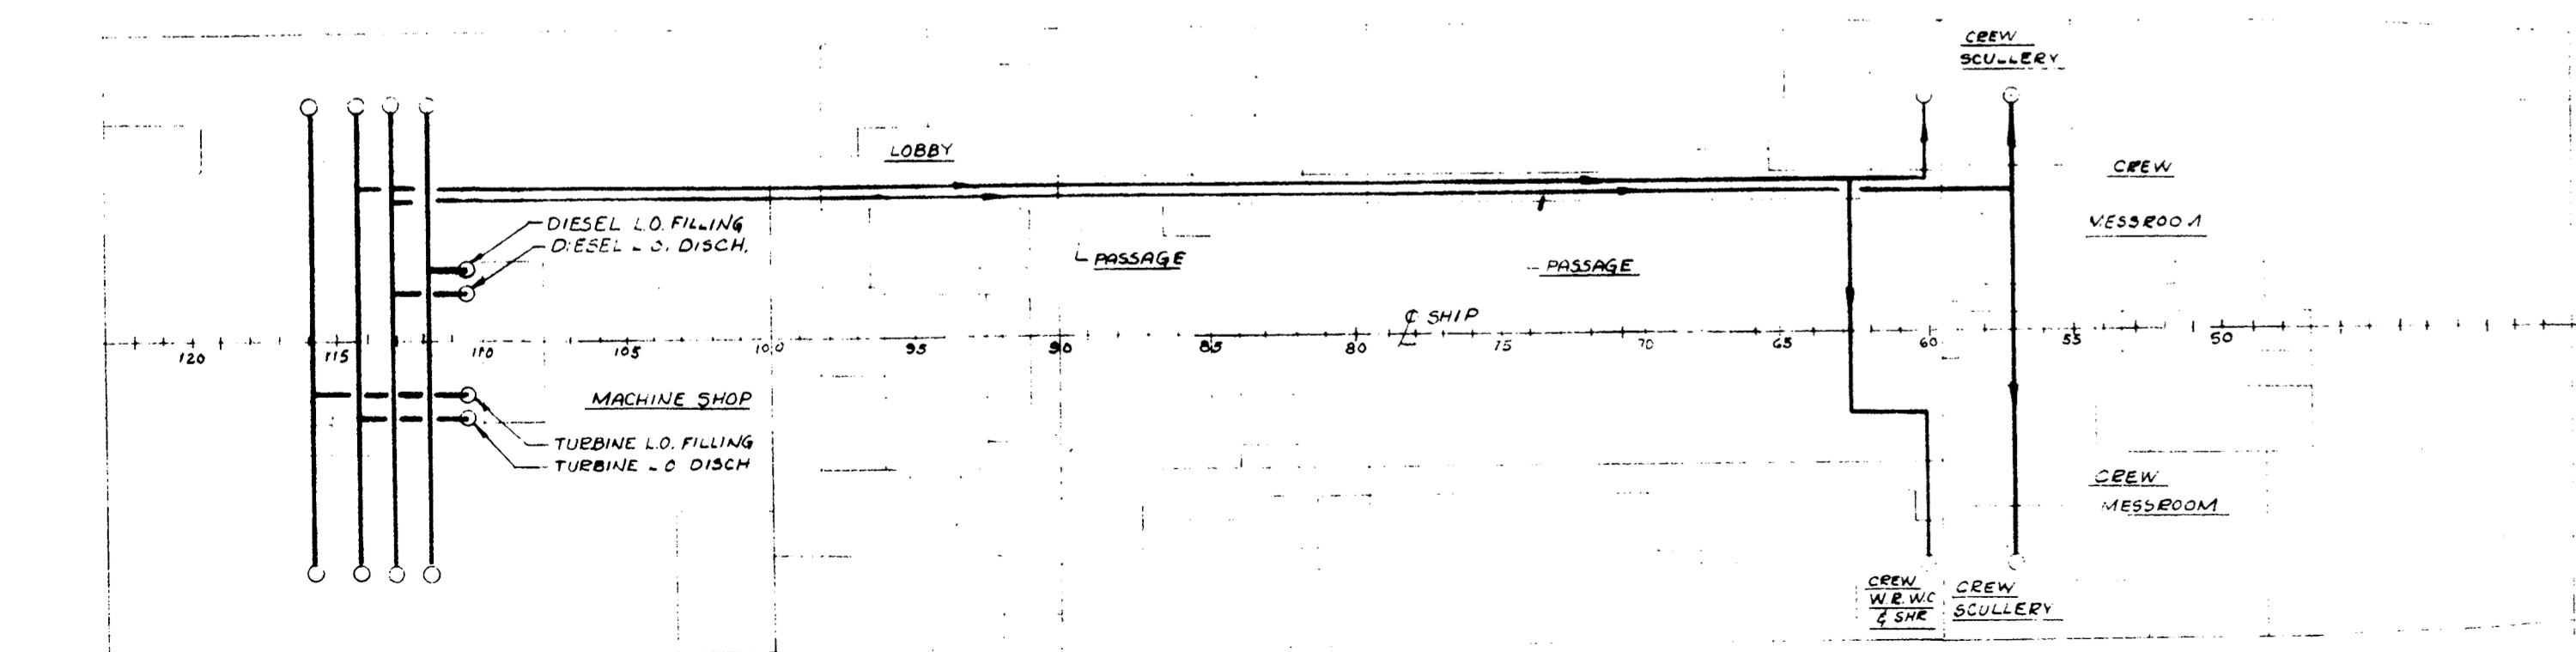 CREW
SCULLERY
LOBBY
CREW
MESSROOM
DIESEL L.O. FILLING
DIESEL L.O. DISCH.
PASSAGE
PASSAGE
℄ SHIP
120 115 110 105 100 95 90 85 80 75 70 65 60 55 50
MACHINE SHOP
TURBINE L.O. FILLING
TURBINE L.O DISCH
CREW
MESSROOM
CREW
W.R. W.C
& SHR
CREW
SCULLERY